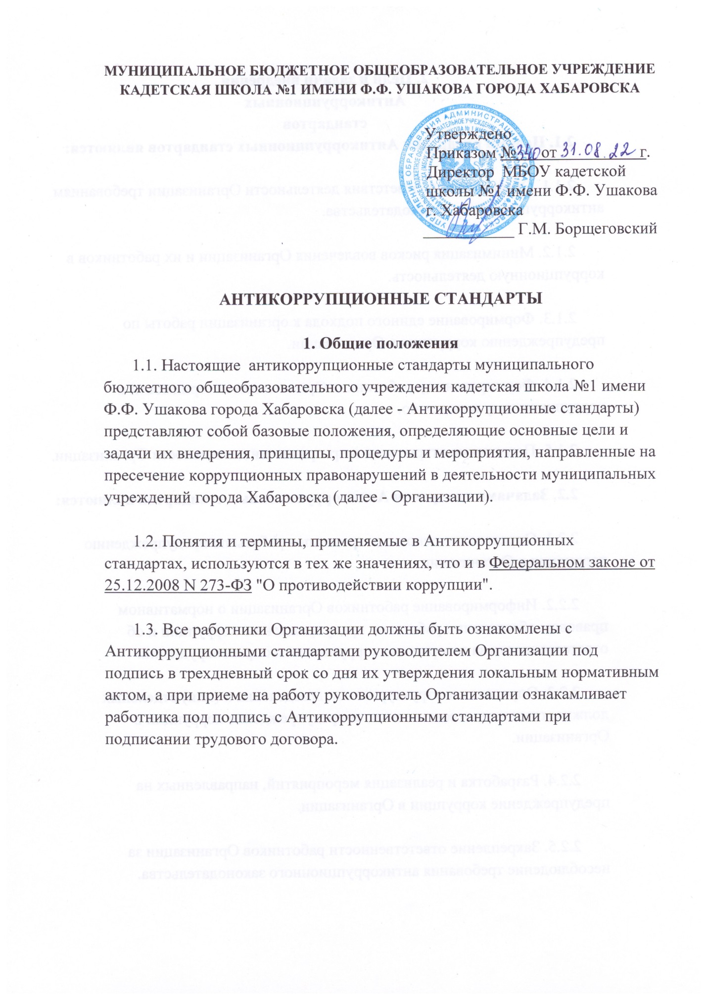 МУНИЦИПАЛЬНОЕ БЮДЖЕТНОЕ ОБЩЕОБРАЗОВАТЕЛЬНОЕ УЧРЕЖДЕНИЕ
КАДЕТСКАЯ ШКОЛА №1 ИМЕНИ Ф.Ф. УШАКОВА ГОРОДА ХАБАРОВСКА
Утверждено
Приказом №340 от 31.08.22 г.
Директор МБОУ кадетской
школы №1 имени Ф.Ф. Ушакова
г. Хабаровска
___________ Г.М. Борщеговский
АНТИКОРРУПЦИОННЫЕ СТАНДАРТЫ
1. Общие положения
1.1. Настоящие антикоррупционные стандарты муниципального
бюджетного общеобразовательного учреждения кадетская школа №1 имени
Ф.Ф. Ушакова города Хабаровска (далее - Антикоррупционные стандарты)
представляют собой базовые положения, определяющие основные цели и
задачи их внедрения, принципы, процедуры и мероприятия, направленные на
пресечение коррупционных правонарушений в деятельности муниципальных
учреждений города Хабаровска (далее - Организации).
1.2. Понятия и термины, применяемые в Антикоррупционных
стандартах, используются в тех же значениях, что и в Федеральном законе от
25.12.2008 N 273-ФЗ "О противодействии коррупции".
1.3. Все работники Организации должны быть ознакомлены с
Антикоррупционными стандартами руководителем Организации под
подпись в трехдневный срок со дня их утверждения локальным нормативным
актом, а при приеме на работу руководитель Организации ознакамливает
работника под подпись с Антикоррупционными стандартами при
подписании трудового договора.